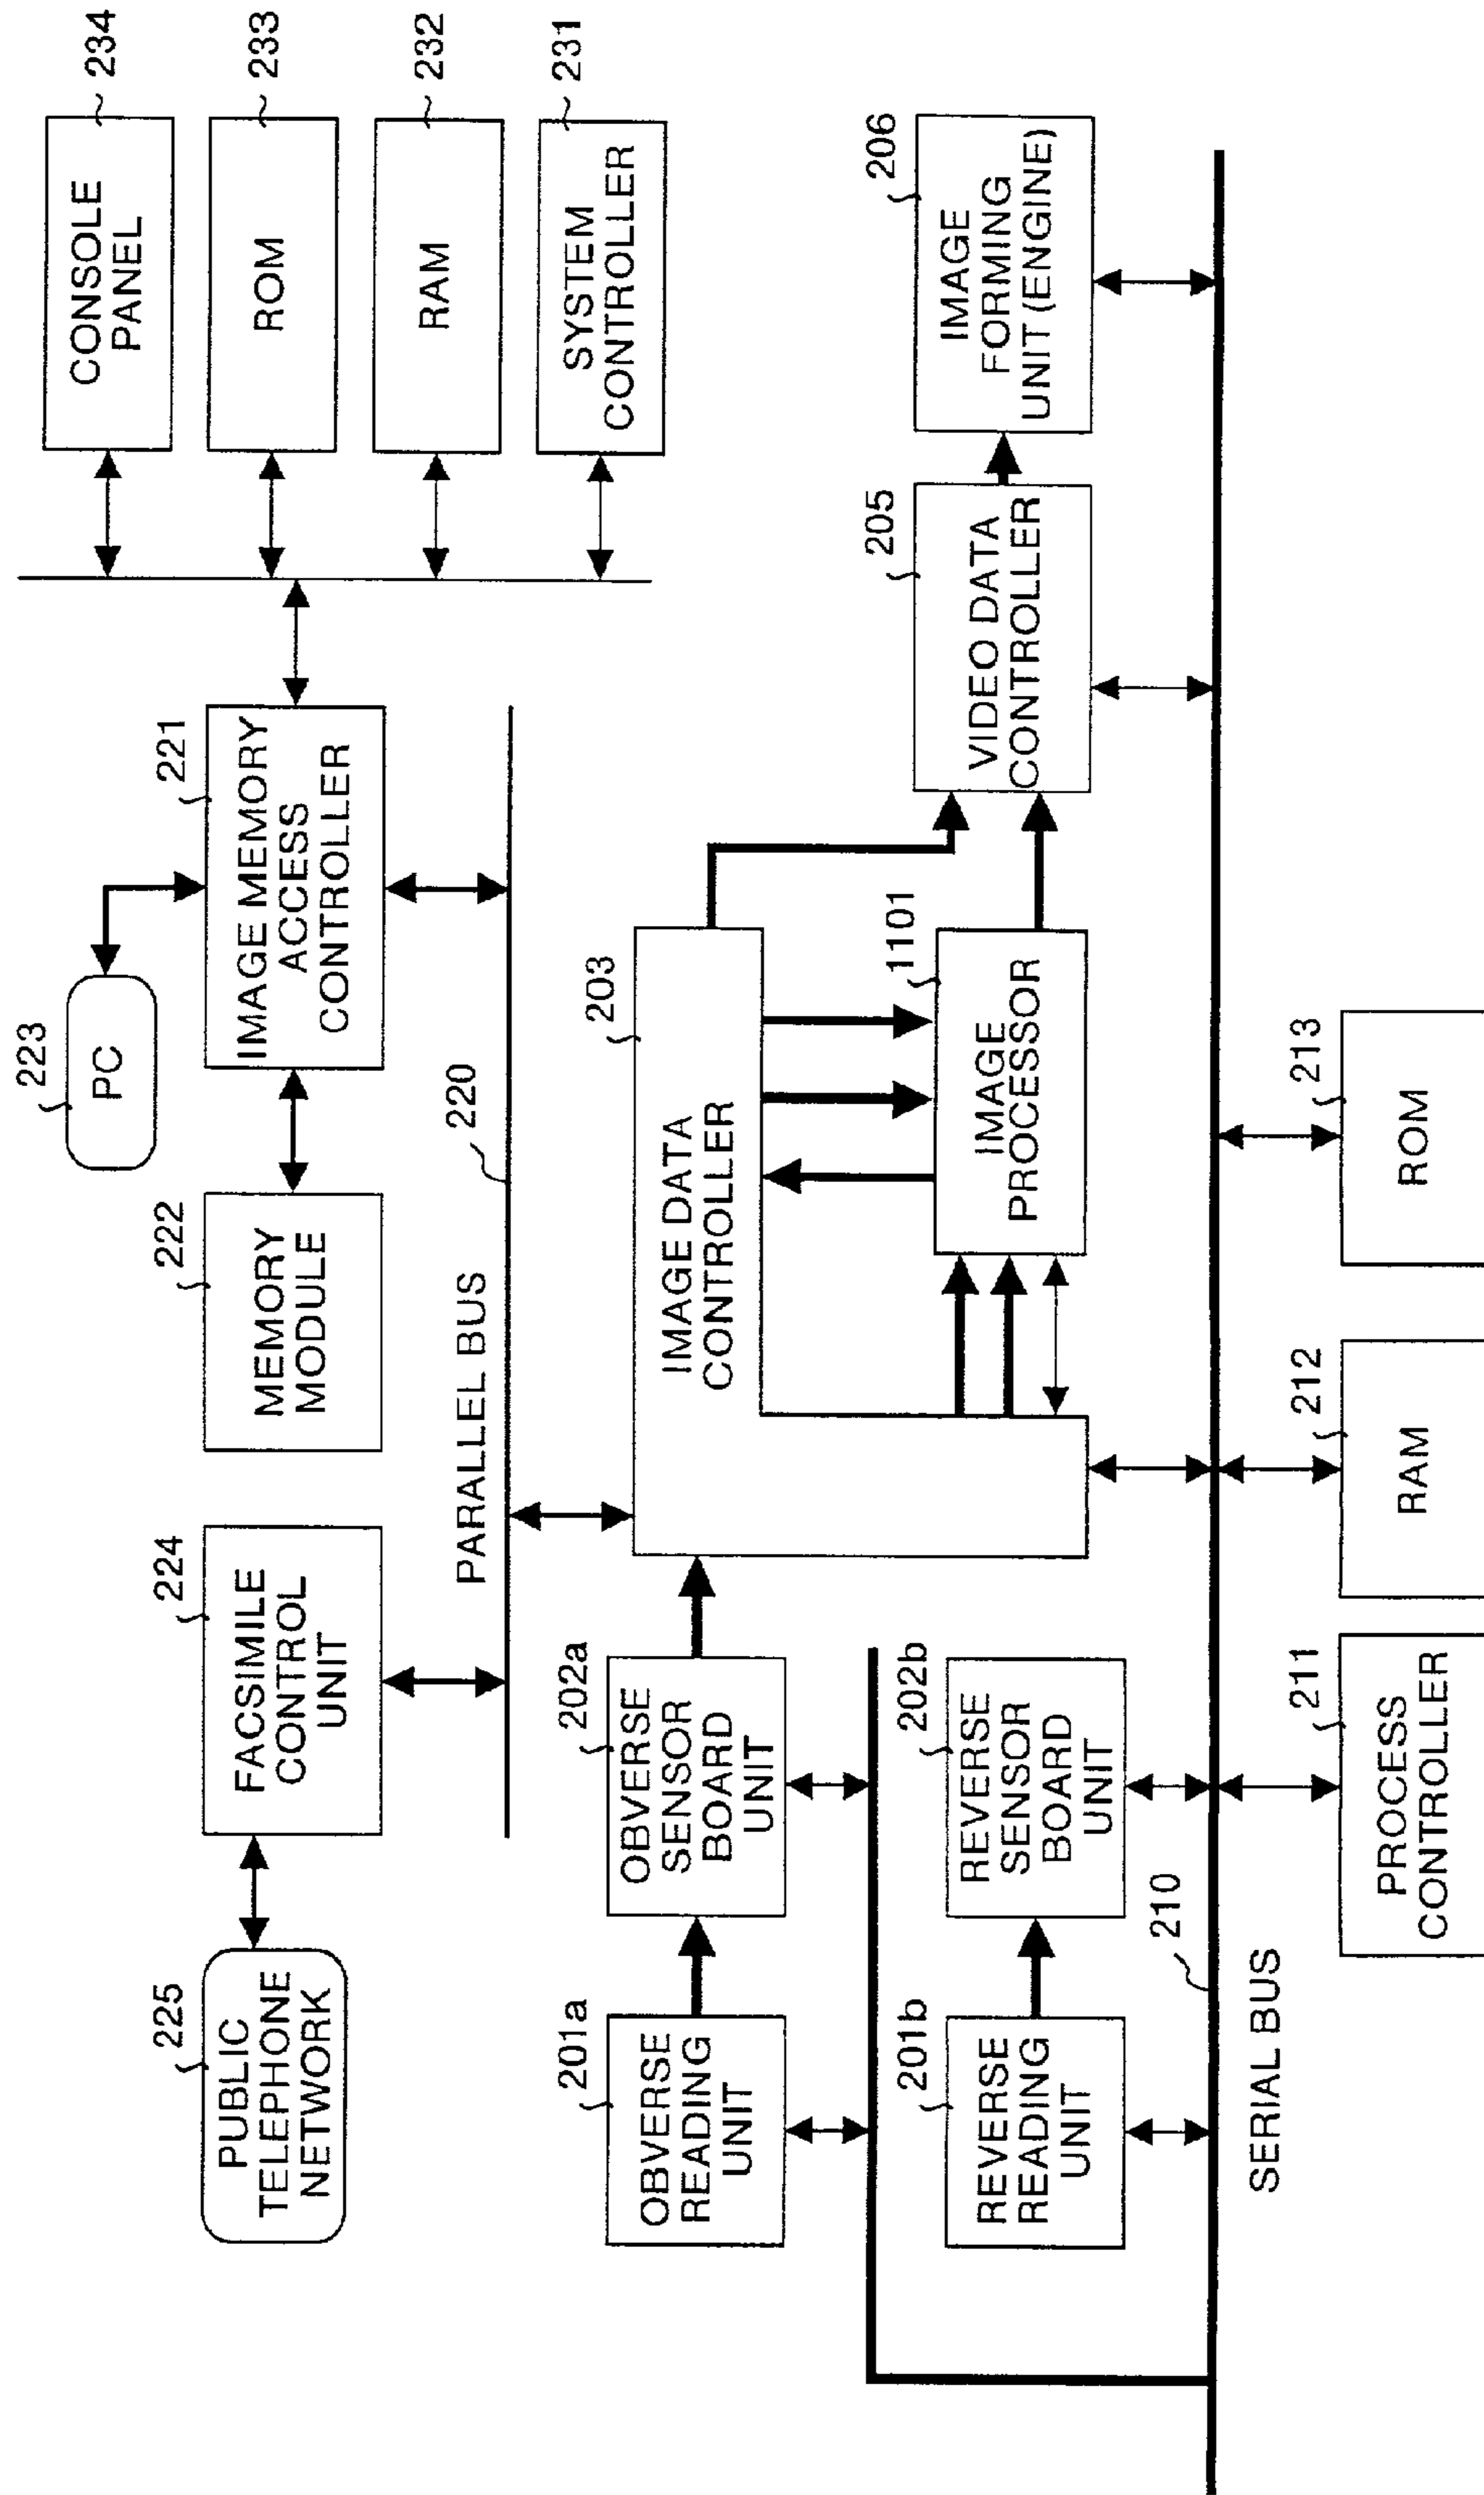 225
PUBLIC
TELEPHONE
NETWORK
224
FACSIMILE
CONTROL
UNIT
222
MEMORY
MODULE
223
PC
221
IMAGE MEMORY
ACCESS
CONTROLLER
234
CONSOLE
PANEL
233
ROM
232
RAM
231
SYSTEM
CONTROLLER
PARALLEL BUS
220
201a
OBVERSE
READING
UNIT
202a
OBVERSE
SENSOR
BOARD
UNIT
203
IMAGE DATA
CONTROLLER
1101
IMAGE
PROCESSOR
205
VIDEO DATA
CONTROLLER
206
IMAGE
FORMING
UNIT (ENGINE)
201b
REVERSE
READING
UNIT
202b
REVERSE
SENSOR
BOARD
UNIT
210
SERIAL BUS
211
PROCESS
CONTROLLER
212
RAM
213
ROM